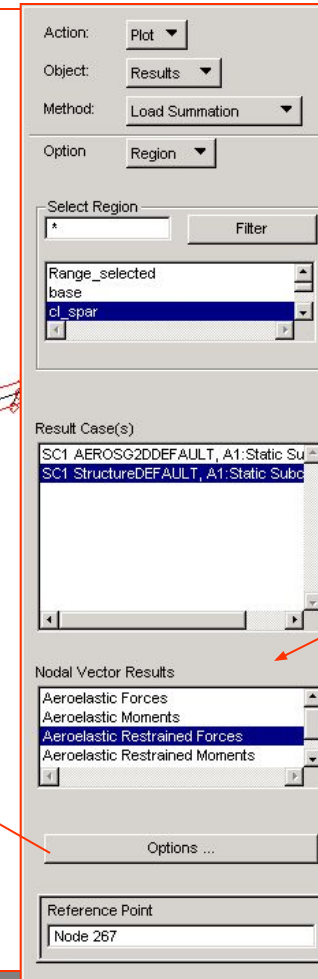 Action: Plot
Object: Results
Method: Load Summation
Option Region
Select Region
*
Filter
Range_selected
base
cl_spar
Result Case(s)
SC1 AEROSG2DDEFAULT, A1:Static Su
SC1 StructureDEFAULT, A1:Static Subc
Nodal Vector Results
Aeroelastic Forces
Aeroelastic Moments
Aeroelastic Restrained Forces
Aeroelastic Restrained Moments
Options ...
Reference Point
Node 267